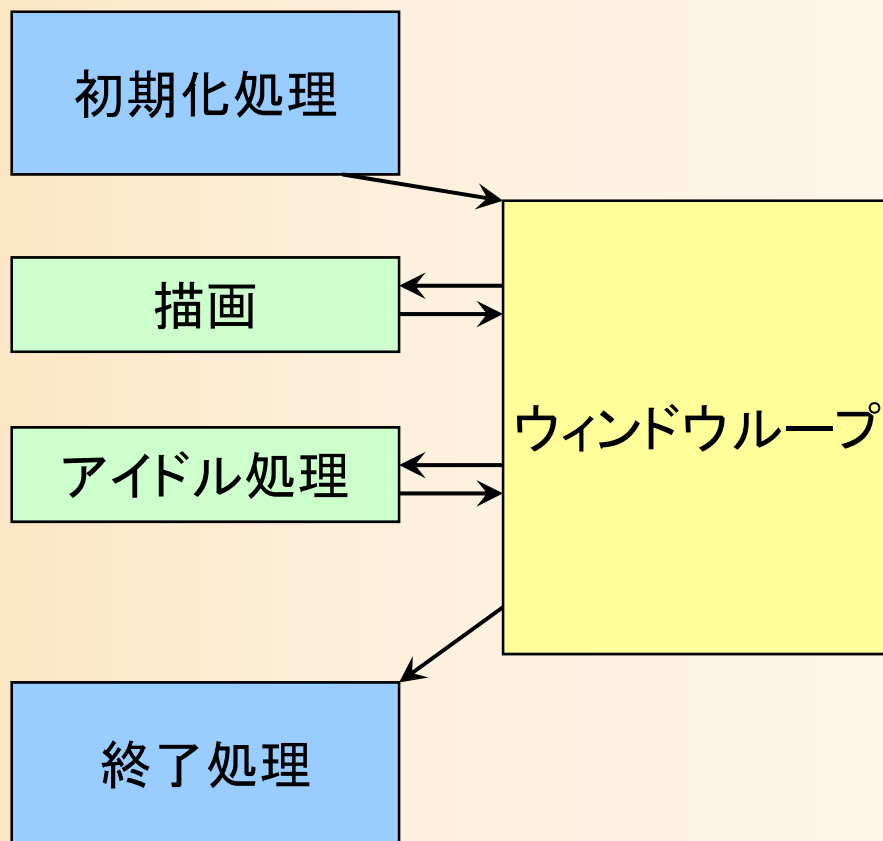 初期化処理
描画
ウィンドウループ
アイドル処理
終了処理